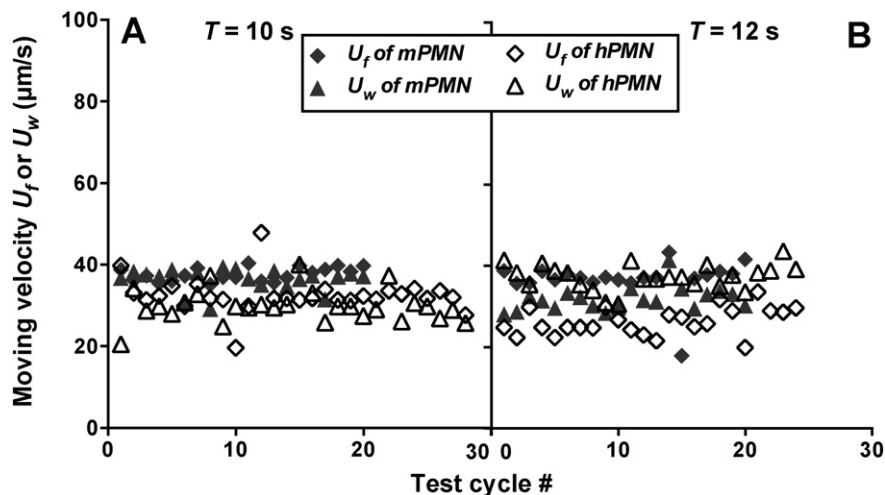 A T = 10 s T = 12 s B
U_f of mPMN U_f of hPMN
U_w of mPMN U_w of hPMN
Moving velocity U_f or U_w (µm/s)
100
80
60
40
20
0
0 10 20 30 0 10 20 30
Test cycle #